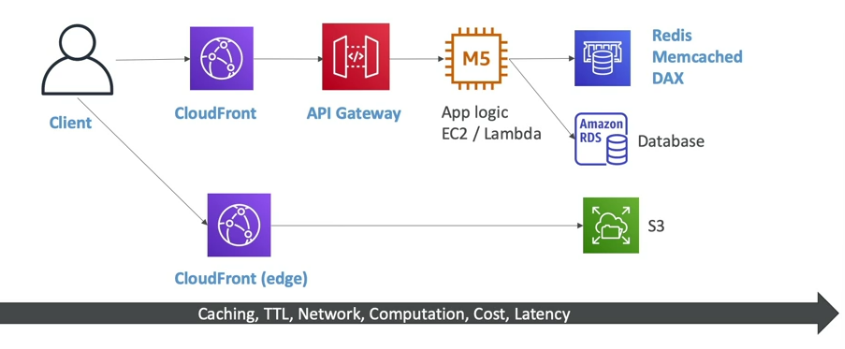 Client
CloudFront
</>
API Gateway
M5
App logic
EC2 / Lambda
Redis
Memcached
DAX
Amazon
RDS
Database
CloudFront (edge)
S3
Caching, TTL, Network, Computation, Cost, Latency